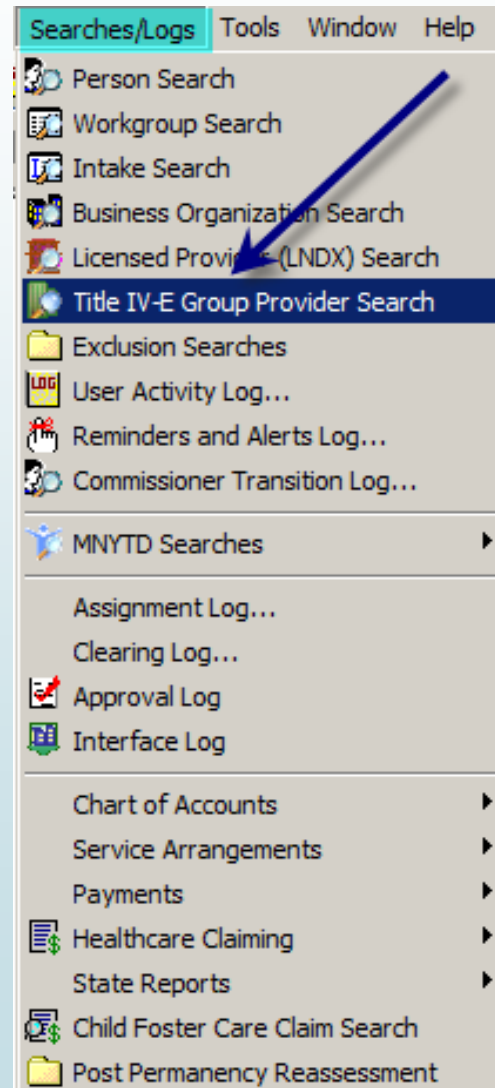 Searches/Logs Tools Window Help
Person Search
Workgroup Search
Intake Search
Business Organization Search
Licensed Provider (LNDX) Search
Title IV-E Group Provider Search
Exclusion Searches
LOG User Activity Log...
Reminders and Alerts Log...
Commissioner Transition Log...
MNYTD Searches
Assignment Log...
Clearing Log...
Approval Log
Interface Log
Chart of Accounts
Service Arrangements
Payments
Healthcare Claiming
State Reports
Child Foster Care Claim Search
Post Permanency Reassessment